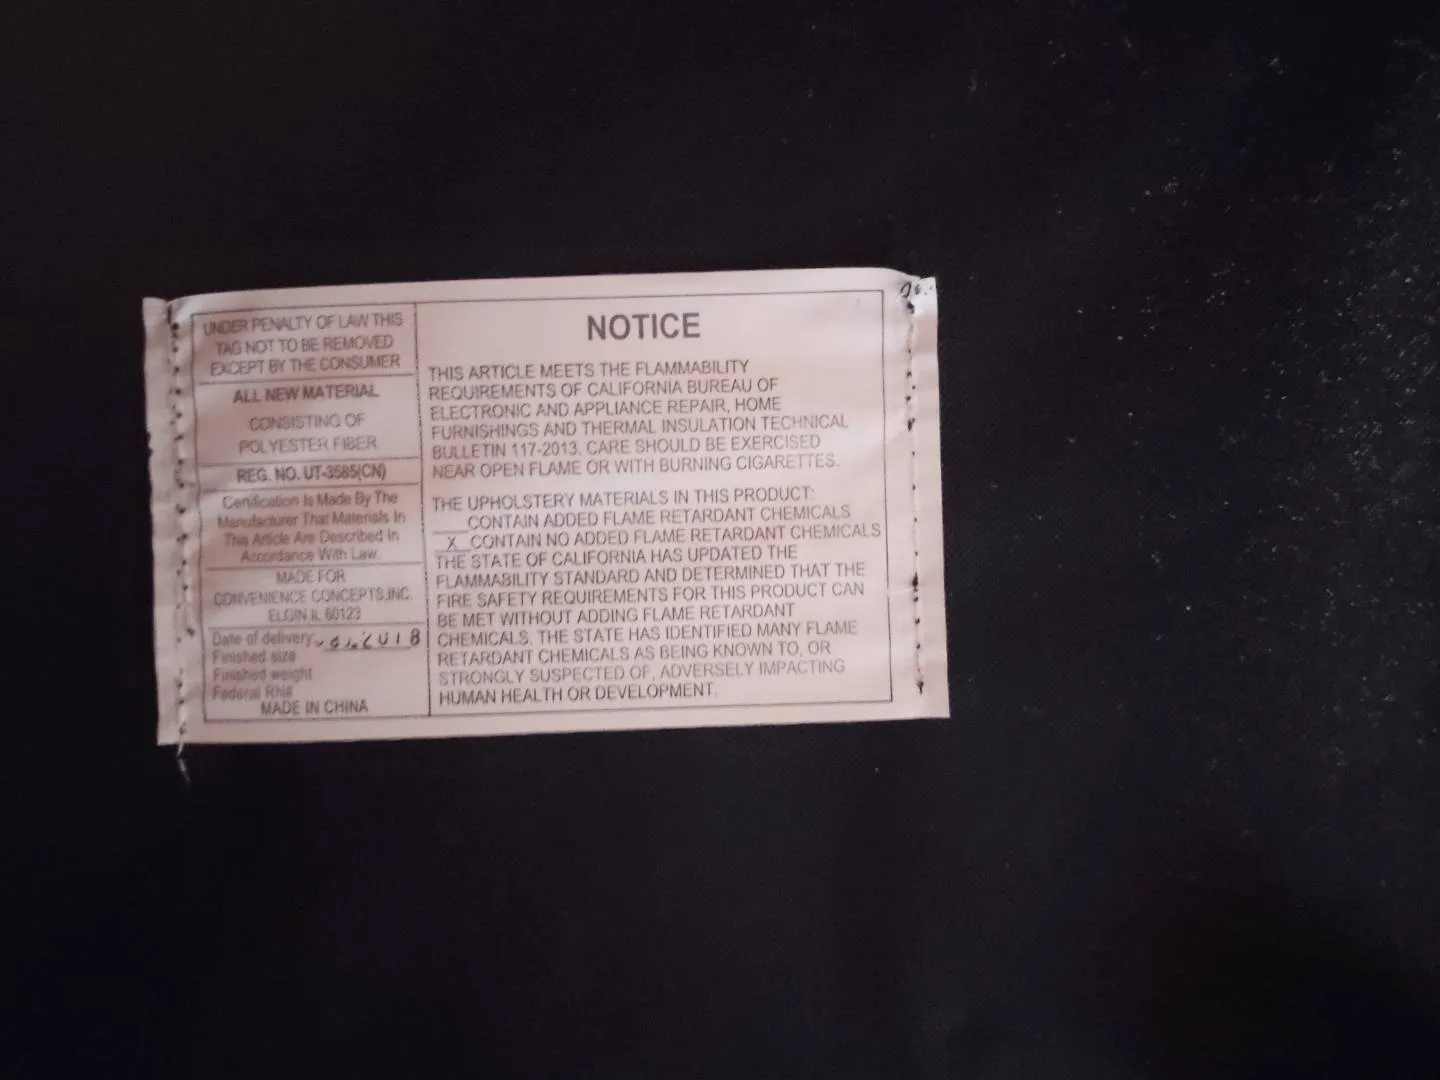 UNDER PENALTY OF LAW THIS
TAG NOT TO BE REMOVED
EXCEPT BY THE CONSUMER
ALL NEW MATERIAL
CONSISTING OF
POLYESTER FIBER
REG. NO. UT-3585(CN)
Certification Is Made By The
Manufacturer That Materials In
This Article Are Described In
Accordance With Law.
MADE FOR
CONVENIENCE CONCEPTS,INC.
ELGIN,IL 60123
Date of delivery: 2018
Finished size
Finished weight
Federal RN#
MADE IN CHINA
NOTICE
THIS ARTICLE MEETS THE FLAMMABILITY
REQUIREMENTS OF CALIFORNIA BUREAU OF
ELECTRONIC AND APPLIANCE REPAIR, HOME
FURNISHINGS AND THERMAL INSULATION TECHNICAL
BULLETIN 117-2013. CARE SHOULD BE EXERCISED
NEAR OPEN FLAME OR WITH BURNING CIGARETTES.
THE UPHOLSTERY MATERIALS IN THIS PRODUCT:
CONTAIN ADDED FLAME RETARDANT CHEMICALS
X CONTAIN NO ADDED FLAME RETARDANT CHEMICALS
THE STATE OF CALIFORNIA HAS UPDATED THE
FLAMMABILITY STANDARD AND DETERMINED THAT THE
FIRE SAFETY REQUIREMENTS FOR THIS PRODUCT CAN
BE MET WITHOUT ADDING FLAME RETARDANT
CHEMICALS. THE STATE HAS IDENTIFIED MANY FLAME
RETARDANT CHEMICALS AS BEING KNOWN TO, OR
STRONGLY SUSPECTED OF, ADVERSELY IMPACTING
HUMAN HEALTH OR DEVELOPMENT.